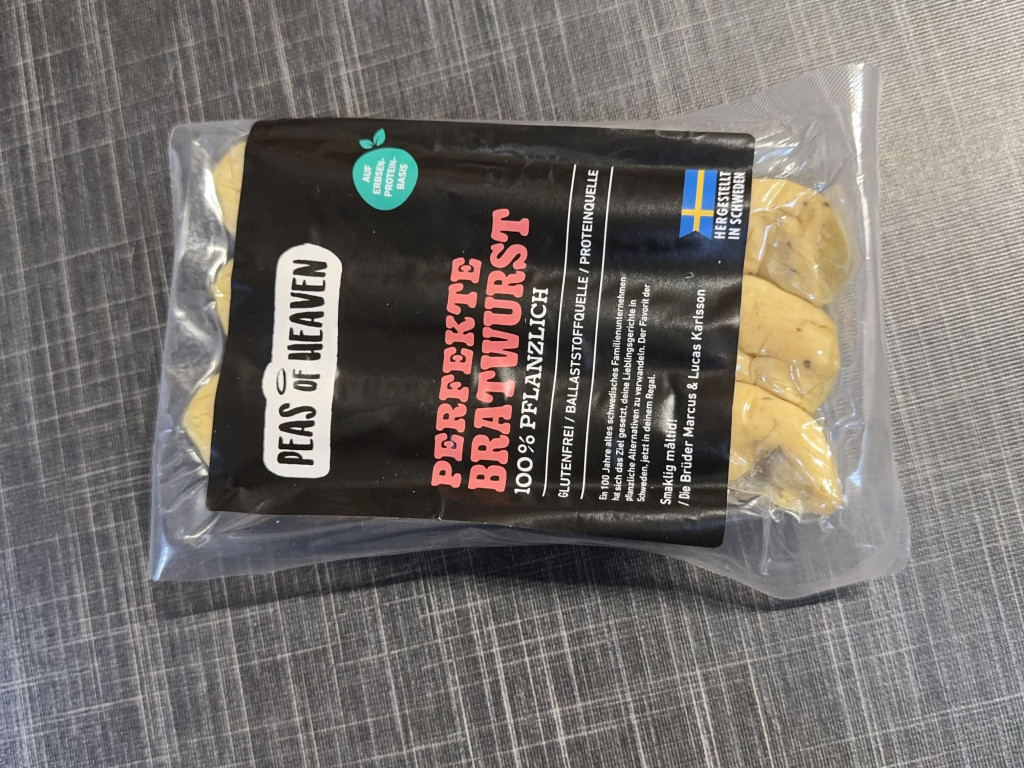 PEAS OF HEAVEN
AUF
ERBSEN-
PROTEIN-
BASIS
PERFEKTE
BRATWURST
100% PFLANZLICH
GLUTENFREI / BALLASTSTOFFQUELLE / PROTEINQUELLE
Ein 100 Jahre altes schwedisches Familienunternehmen
hat sich das Ziel gesetzt, deine Lieblingsgerichte in
pflanzliche Alternativen zu verwandeln. Der Favorit der
Schweden, jetzt in deinem Regal.
Smaklig måltid!
/ Die Brüder Marcus & Lucas Karlsson
HERGESTELLT
IN SCHWEDEN